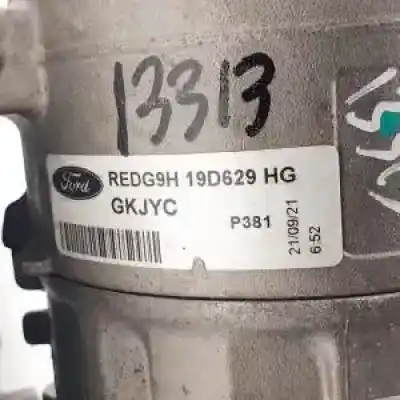 13313
Ford
REDG9H 19D629 HG
GKJYC
P381
21/09/21
6:52